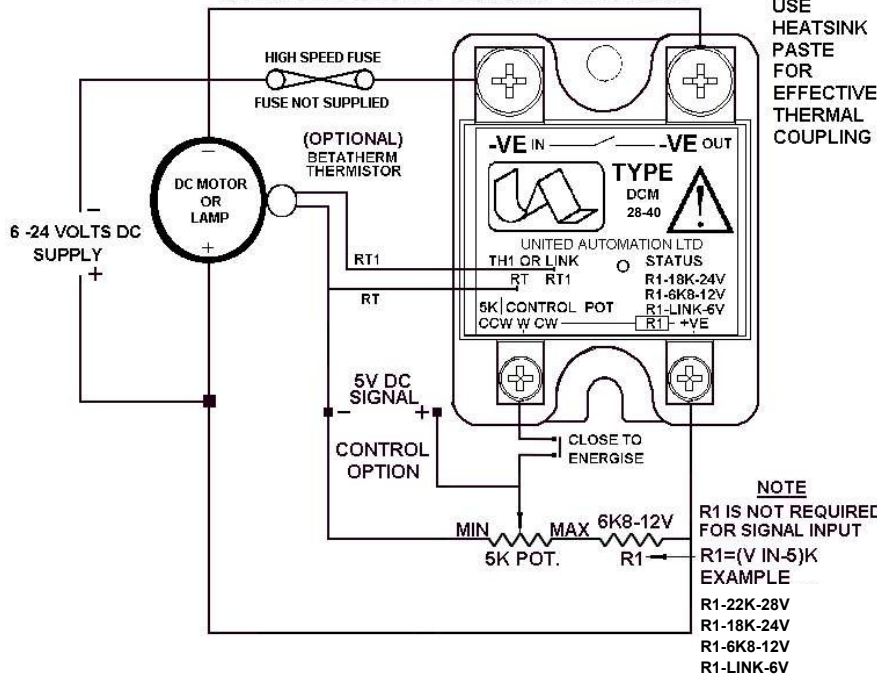 USE
HEATSINK
PASTE
FOR
EFFECTIVE
THERMAL
COUPLING
HIGH SPEED FUSE
FUSE NOT SUPPLIED
(OPTIONAL)
BETATHERM
THERMISTOR
-VE IN -VE OUT
TYPE
DCM
28-40
DC MOTOR
OR
LAMP
−
+
6 -24 VOLTS DC
SUPPLY
−
+
UNITED AUTOMATION LTD
TH1 OR LINK
RT RT1
STATUS
R1-18K-24V
R1-6K8-12V
R1-LINK-6V
5K CONTROL POT
CCW W CW R1 +VE
RT1
RT
5V DC
SIGNAL
− +
CONTROL
OPTION
CLOSE TO
ENERGISE
MIN MAX 6K8-12V
5K POT. R1
NOTE
R1 IS NOT REQUIRED
FOR SIGNAL INPUT
R1=(V IN-5)K
EXAMPLE
R1-22K-28V
R1-18K-24V
R1-6K8-12V
R1-LINK-6V